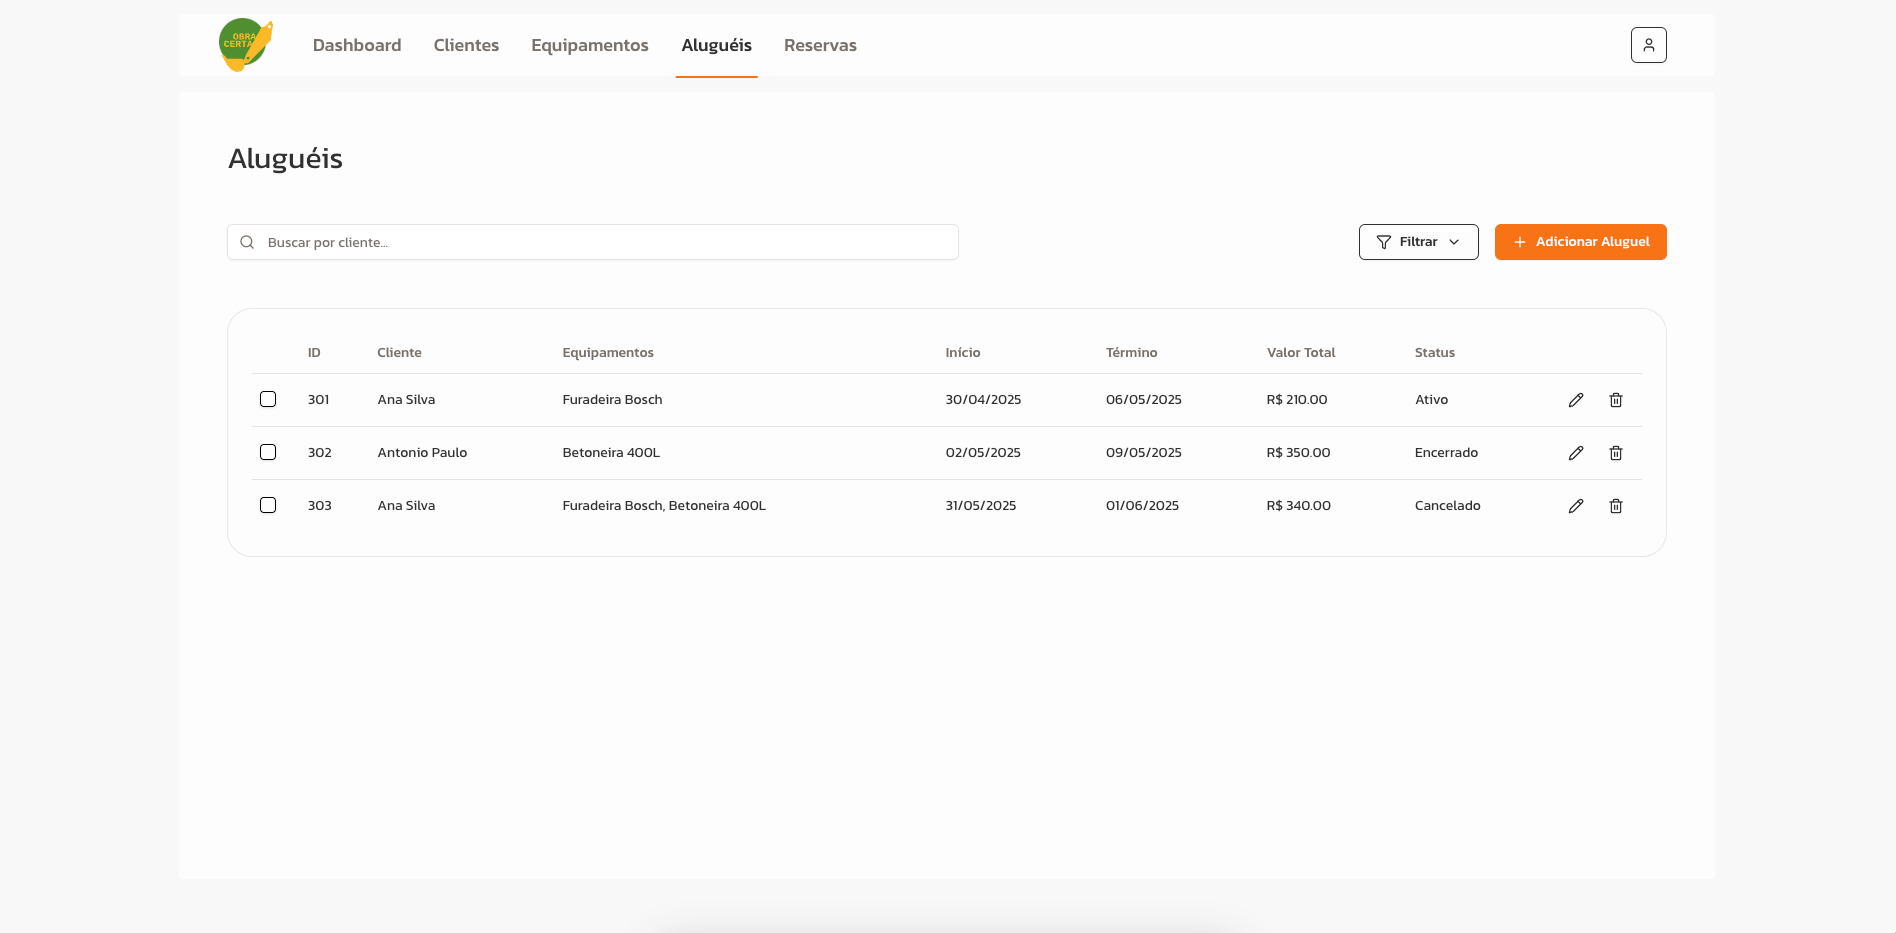 OBRA
CERTA
Dashboard Clientes Equipamentos Aluguéis Reservas
Aluguéis
Buscar por cliente... Filtrar Adicionar Aluguel
ID Cliente Equipamentos Início Término Valor Total Status
301 Ana Silva Furadeira Bosch 30/04/2025 06/05/2025 R$ 210.00 Ativo
302 Antonio Paulo Betoneira 400L 02/05/2025 09/05/2025 R$ 350.00 Encerrado
303 Ana Silva Furadeira Bosch, Betoneira 400L 31/05/2025 01/06/2025 R$ 340.00 Cancelado